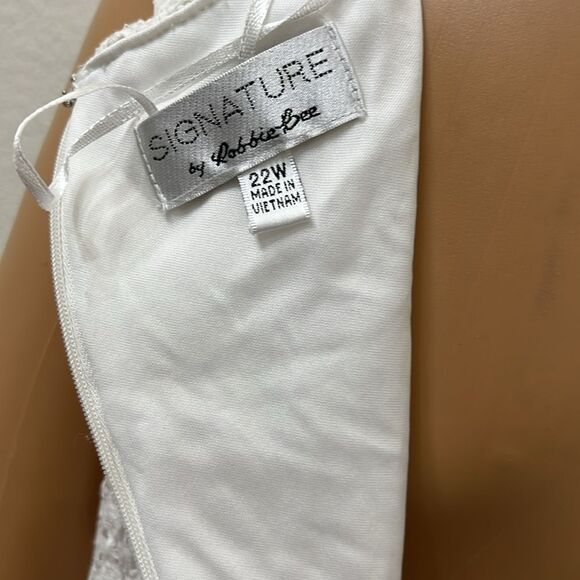 SIGNATURE
by Robbie Bee
22W
MADE IN
VIETNAM